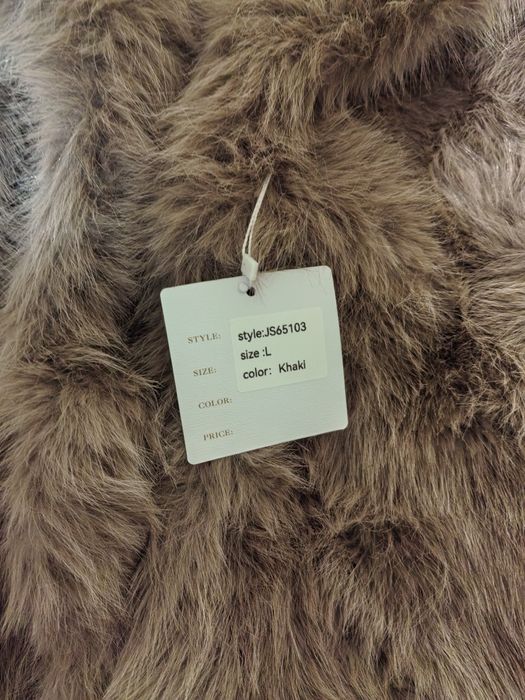 STYLE: style:JS65103
SIZE: size :L
COLOR: color: Khaki
PRICE: